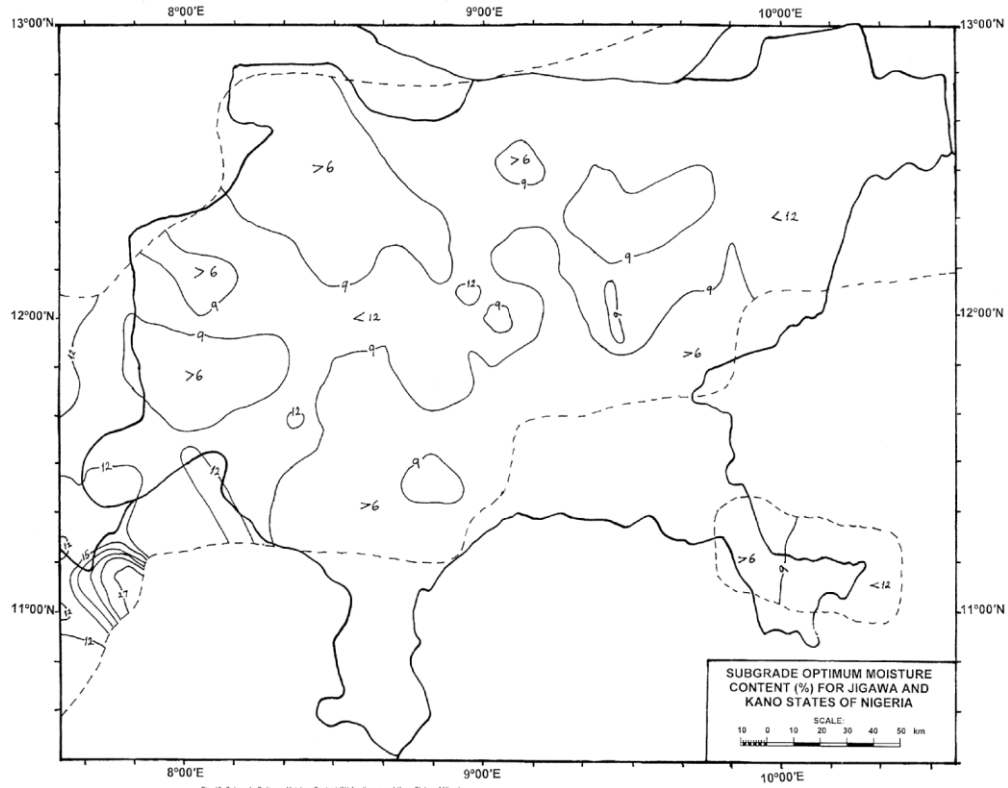 8°00'E 9°00'E 10°00'E
13°00'N 13°00'N
>6
>6
9
>6
<12
9
9
>6
12
9
9
9
12°00'N <12 9 12°00'N
9
9
>6
12
>6
12
12
12
9
>6
12
15
>6
9
27
<12
11°00'N 12 11°00'N
12
SUBGRADE OPTIMUM MOISTURE
CONTENT (%) FOR JIGAWA AND
KANO STATES OF NIGERIA
SCALE:
10 0 10 20 30 40 50 km
8°00'E 9°00'E 10°00'E